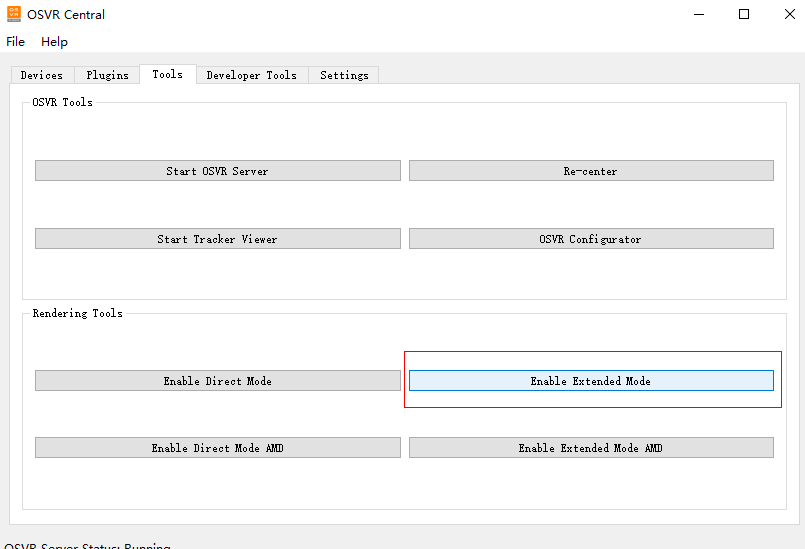 OSVR Central
File Help
Devices Plugins Tools Developer Tools Settings
OSVR Tools
Start OSVR Server Re-center
Start Tracker Viewer OSVR Configurator
Rendering Tools
Enable Direct Mode Enable Extended Mode
Enable Direct Mode AMD Enable Extended Mode AMD
OSVR Server Status: Running